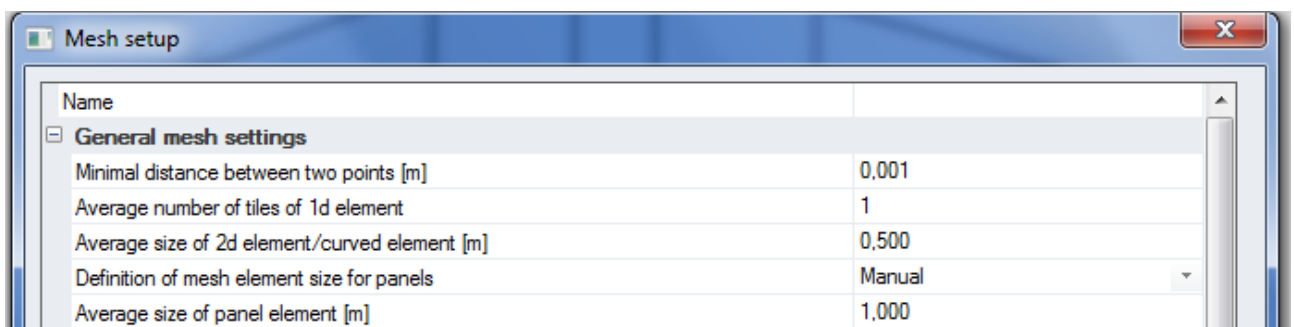 Mesh setup
Name
General mesh settings
Minimal distance between two points [m] 0,001
Average number of tiles of 1d element 1
Average size of 2d element/curved element [m] 0,500
Definition of mesh element size for panels Manual
Average size of panel element [m] 1,000